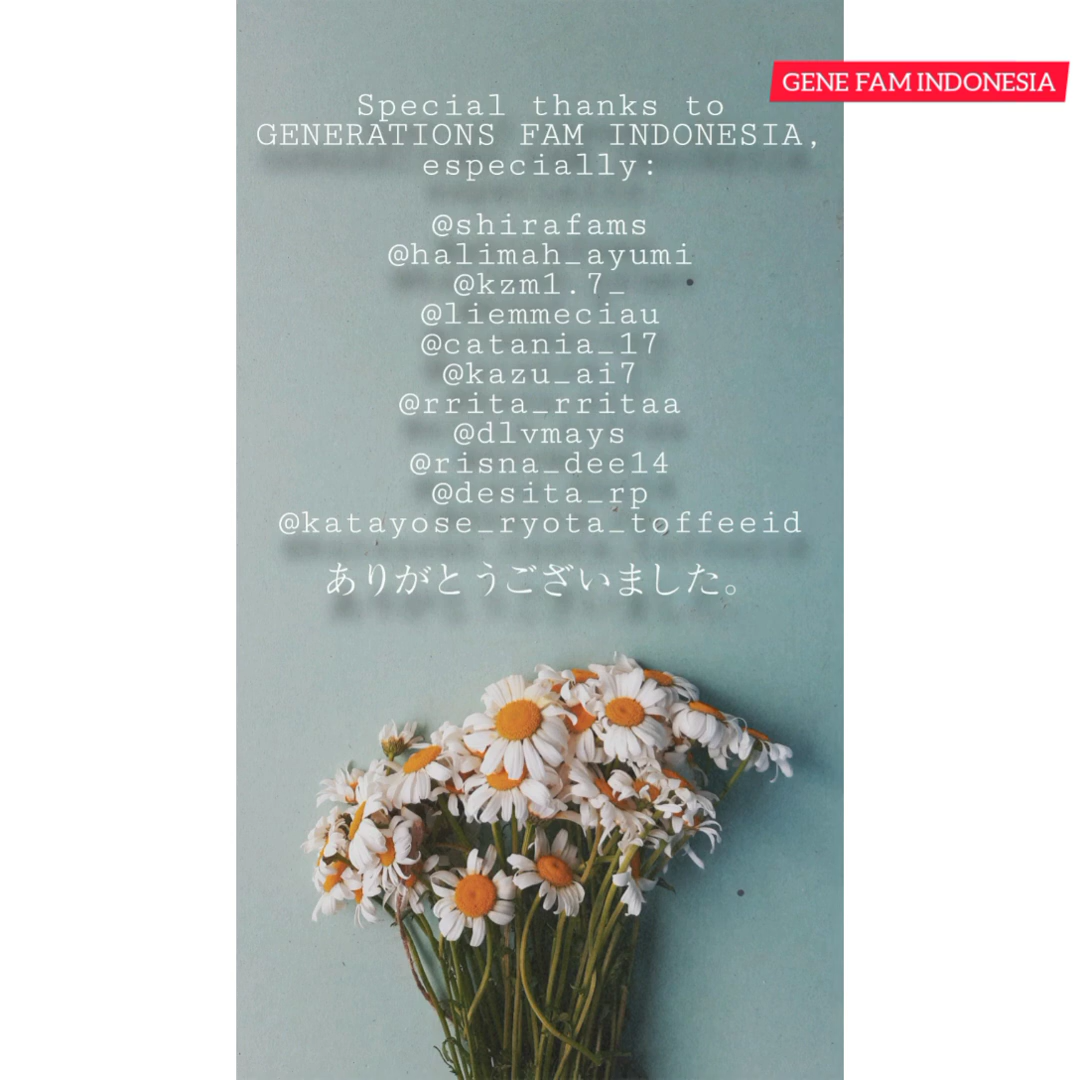 GENE FAM INDONESIA
Special thanks to
GENERATIONS FAM INDONESIA,
especially:
@shirafams
@halimah_ayumi
@kzm1.7_
@liemmeciau
@catania_17
@kazu_ai7
@rrita_rritaa
@dlvmays
@risna_dee14
@desita_rp
@katayose_ryota_toffeeid
ありがとうございました。